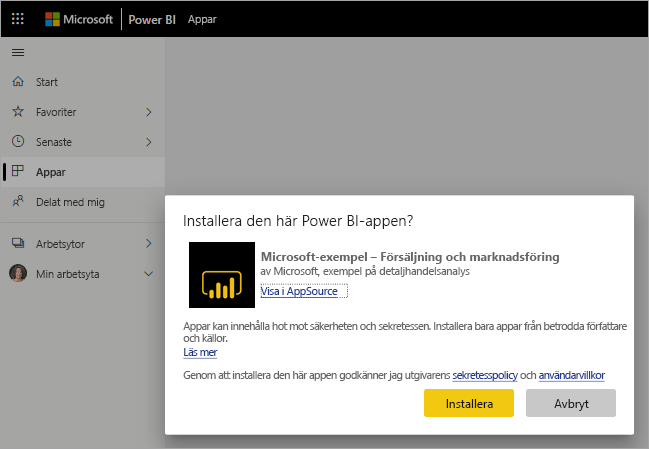 Microsoft Power BI Appar
Start
Favoriter
Senaste
Appar
Delat med mig
Arbetsytor
Min arbetsyta
Installera den här Power BI-appen?
Microsoft-exempel – Försäljning och marknadsföring
av Microsoft, exempel på detaljhandelsanalys
Visa i AppSource
Appar kan innehålla hot mot säkerheten och sekretessen. Installera bara appar från betrodda författare
och källor.
Läs mer
Genom att installera den här appen godkänner jag utgivarens sekretesspolicy och användarvillkor
Installera Avbryt